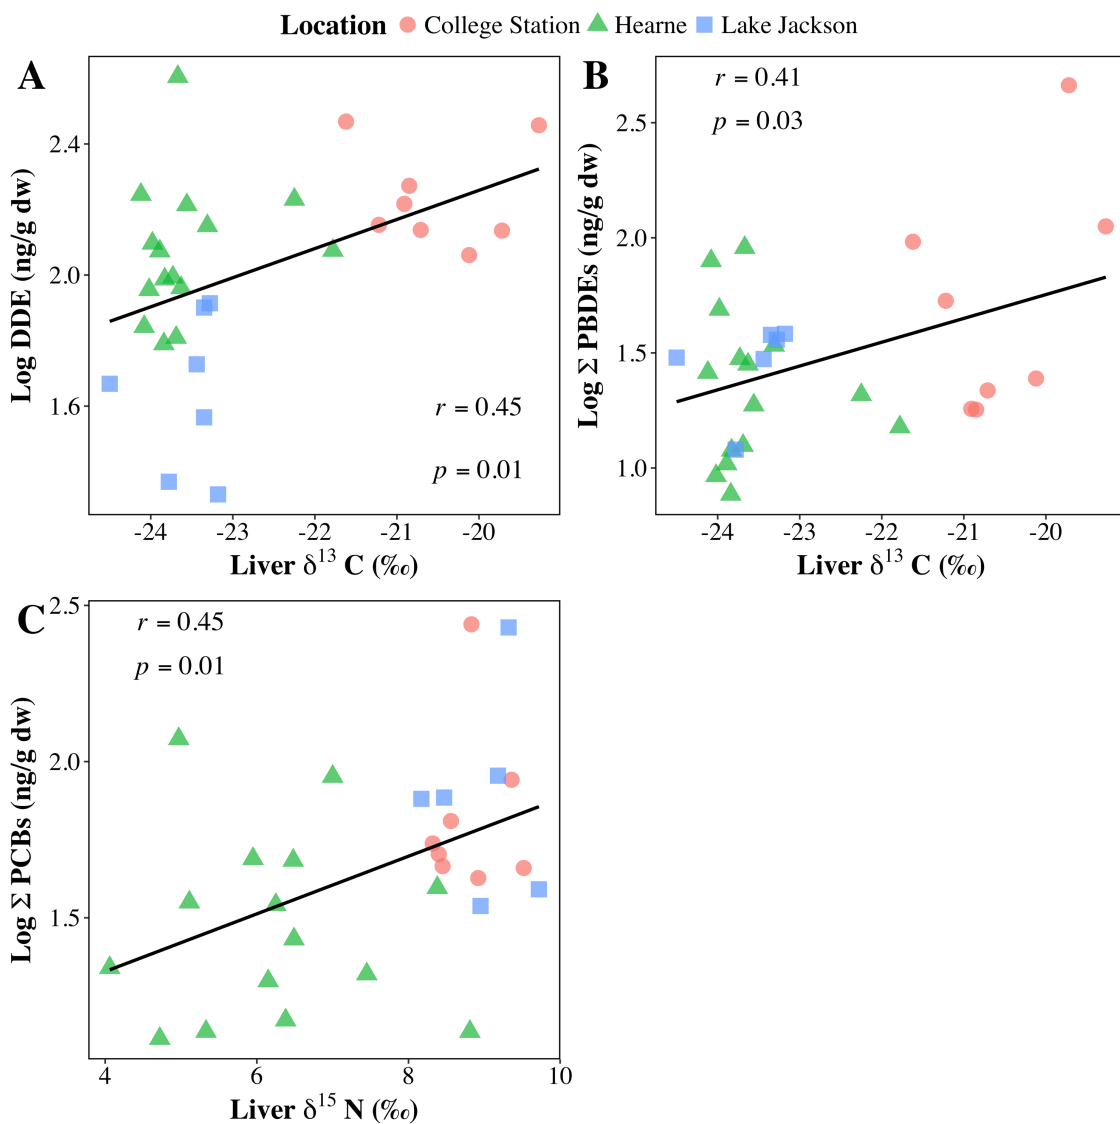 Location College Station Hearne Lake Jackson
A
r = 0.45
p = 0.01
Log DDE (ng/g dw)
2.4
2.0
1.6
-24 -23 -22 -21 -20
Liver δ¹³ C (‰)
B
r = 0.41
p = 0.03
Log Σ PBDEs (ng/g dw)
2.5
2.0
1.5
1.0
-24 -23 -22 -21 -20
Liver δ¹³ C (‰)
C
r = 0.45
p = 0.01
Log Σ PCBs (ng/g dw)
2.5
2.0
1.5
4 6 8 10
Liver δ¹⁵ N (‰)